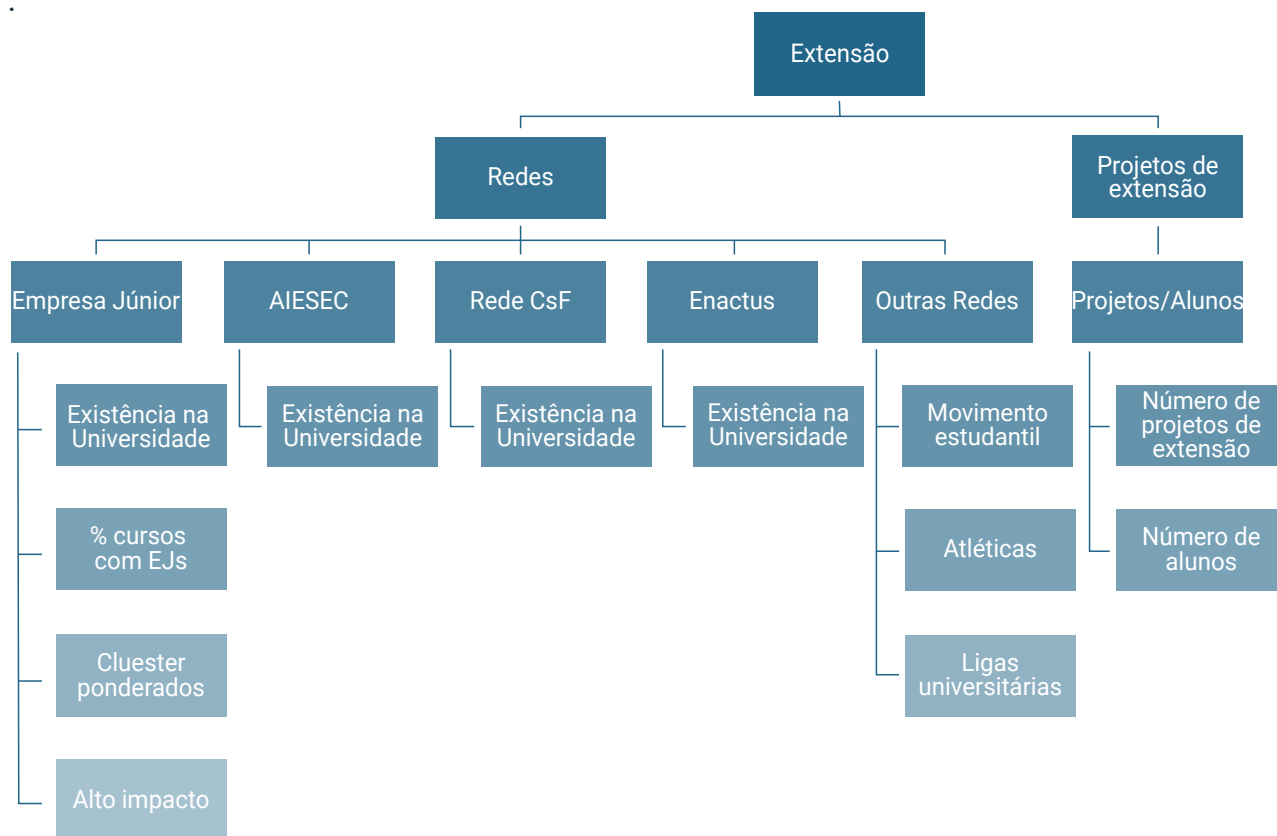 .
Extensão
Redes
Projetos de
extensão
Empresa Júnior
AIESEC
Rede CsF
Enactus
Outras Redes
Projetos/Alunos
Existência na
Universidade
Existência na
Universidade
Existência na
Universidade
Existência na
Universidade
Movimento
estudantil
Número de
projetos de
extensão
% cursos
com EJs
Atléticas
Número de
alunos
Cluester
ponderados
Ligas
universitárias
Alto impacto